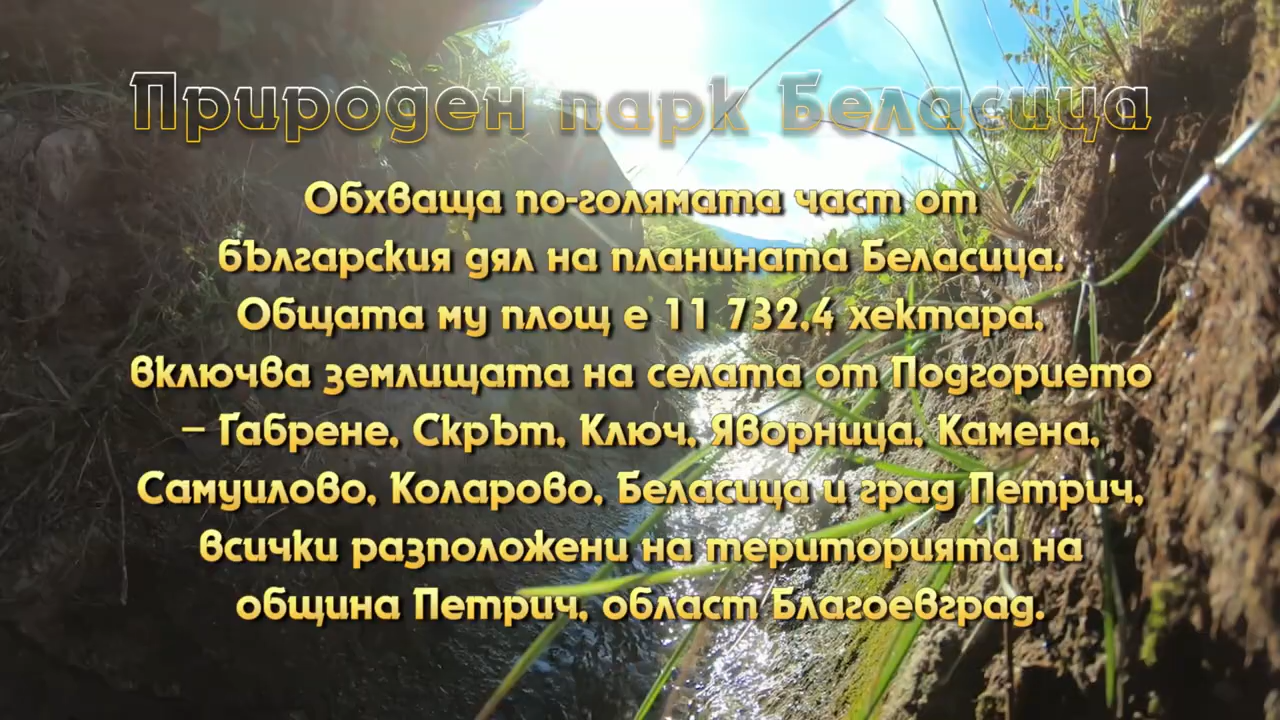 Природен парк Беласица
Обхваща по-голямата част от
българския дял на планината Беласица.
Общата му площ е 11 732,4 хектара,
включва землищата на селата от Подгорието
– Габрене, Скрът, Ключ, Яворница, Камена,
Самуилово, Коларово, Беласица и град Петрич,
всички разположени на територията на
община Петрич, област Благоевград.